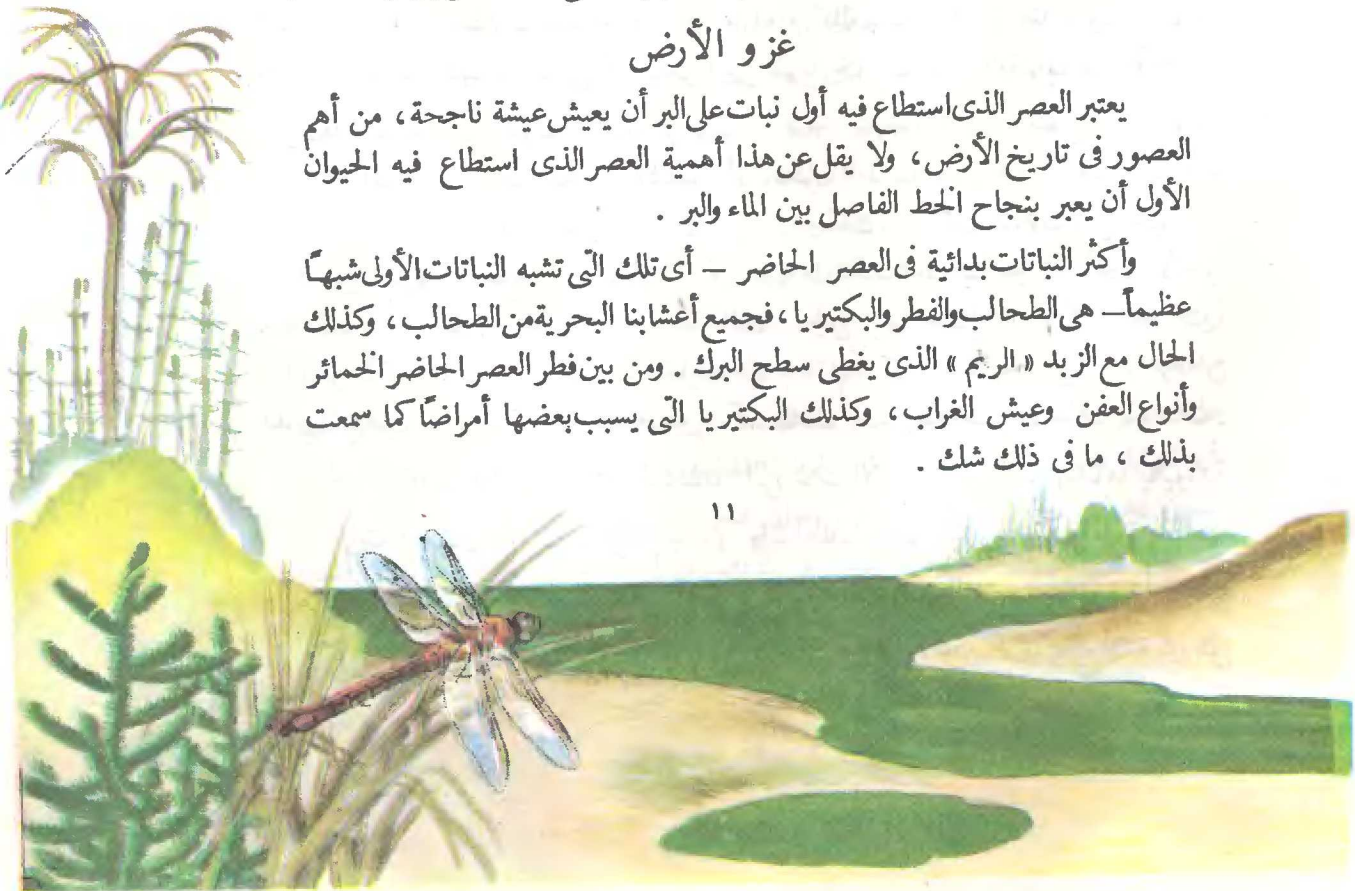 غزو الأرض
يعتبر العصر الذى استطاع فيه أول نبات على البر أن يعيش عيشة ناجحة ، من أهم
العصور فى تاريخ الأرض ، ولا يقل عن هذا أهمية العصر الذى استطاع فيه الحيوان
الأول أن يعبر بنجاح الخط الفاصل بين الماء والبر .
وأكثر النباتات بدائية فى العصر الحاضر – أى تلك التى تشبه النباتات الأولى شبهـًا
عظيمـًا – هى الطحالب والفطر والبكتيريا ، فجميع أعشابنا البحرية من الطحالب ، وكذلك
الحال مع الزبد « الريم » الذى يغطى سطح البرك . ومن بين فطر العصر الحاضر الخمائر
وأنواع العفن وعيش الغراب ، وكذلك البكتيريا التى يسبب بعضها أمراضـًا كما سمعت
بذلك ، ما فى ذلك شك .
١١